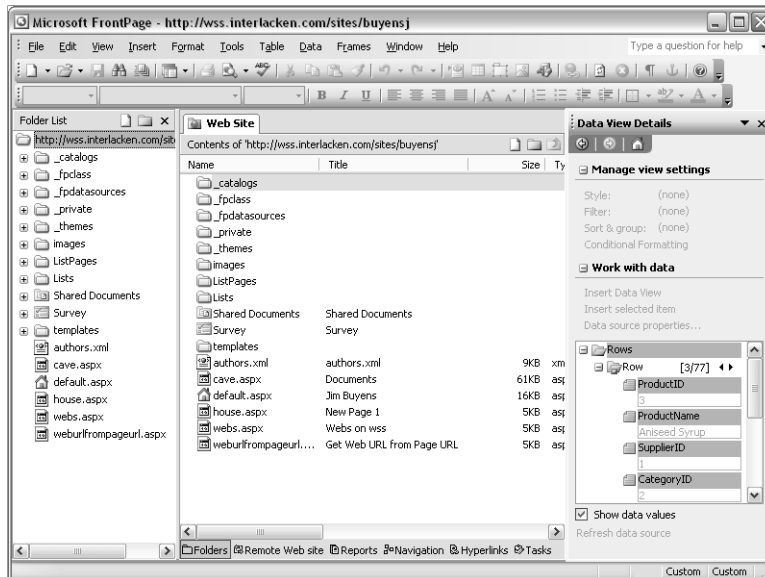 Microsoft FrontPage - http://wss.interlacken.com/sites/buyensj
File Edit View Insert Format Tools Table Data Frames Window Help
Type a question for help
Folder List
http://wss.interlacken.com/sit
_catalogs
_fpclass
_fpdatasources
_private
_themes
images
ListPages
Lists
Shared Documents
Survey
templates
authors.xml
cave.aspx
default.aspx
house.aspx
webs.aspx
weburlfrompageurl.aspx
Web Site
Contents of 'http://wss.interlacken.com/sites/buyensj'
Name Title Size Ty
_catalogs
_fpclass
_fpdatasources
_private
_themes
images
ListPages
Lists
Shared Documents Shared Documents
Survey Survey
templates
authors.xml authors.xml 9KB xm
cave.aspx Documents 61KB asp
default.aspx Jim Buyens 16KB asp
house.aspx New Page 1 5KB asp
webs.aspx Webs on wss 5KB asp
weburlfrompageurl.... Get Web URL from Page URL 5KB asp
Folders Remote Web site Reports Navigation Hyperlinks Tasks
Data View Details
Manage view settings
Style: (none)
Filter: (none)
Sort & group: (none)
Conditional Formatting
Work with data
Insert Data View
Insert selected item
Data source properties...
Rows
Row [3/77]
ProductID
3
ProductName
Aniseed Syrup
SupplierID
1
CategoryID
2
Show data values
Refresh data source
Custom Custom